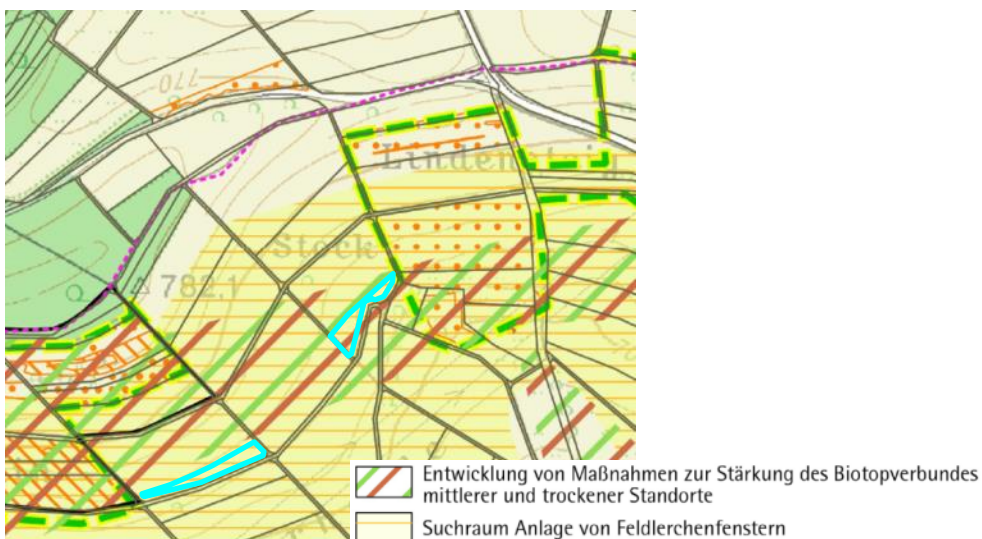 770
Lindensteig
Stock
782,1
Entwicklung von Maßnahmen zur Stärkung des Biotopverbundes
mittlerer und trockener Standorte
Suchraum Anlage von Feldlerchenfenstern